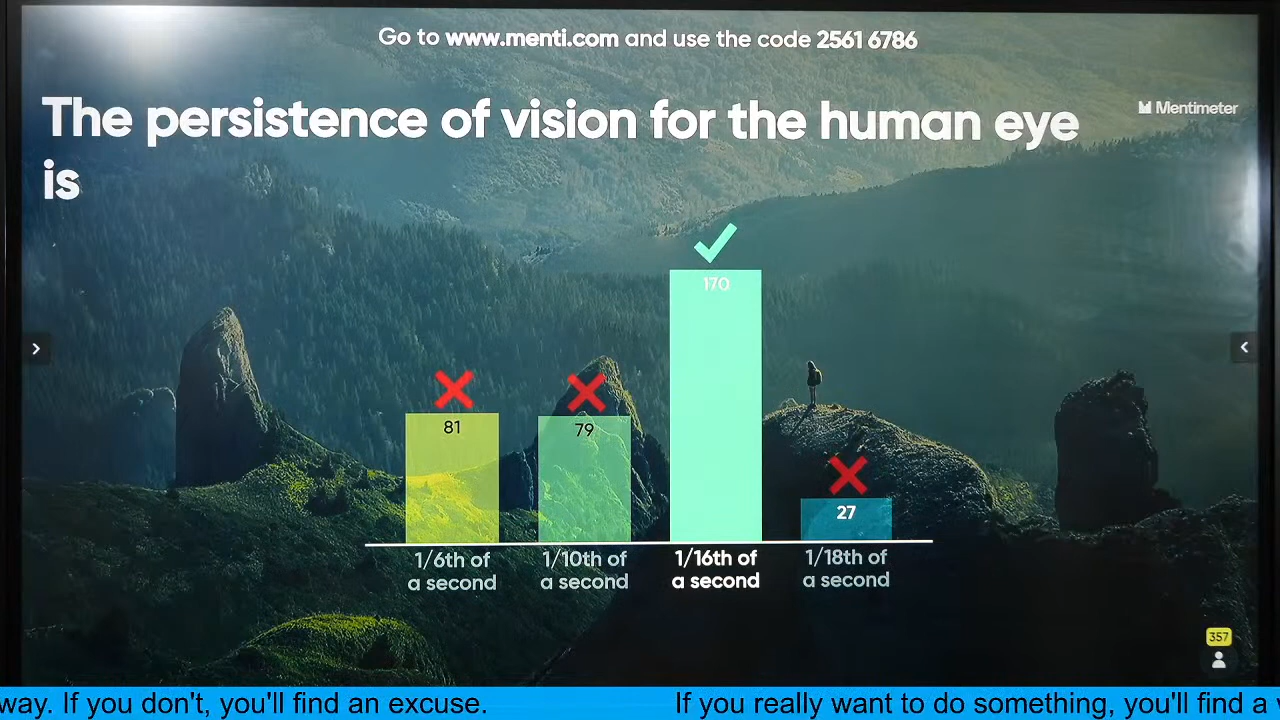 Go to www.menti.com and use the code 2561 6786
Mentimeter
The persistence of vision for the human eye
is
170
81
79
27
1/6th of
a second
1/10th of
a second
1/16th of
a second
1/18th of
a second
357
way. If you don't, you'll find an excuse.
If you really want to do something, you'll find a